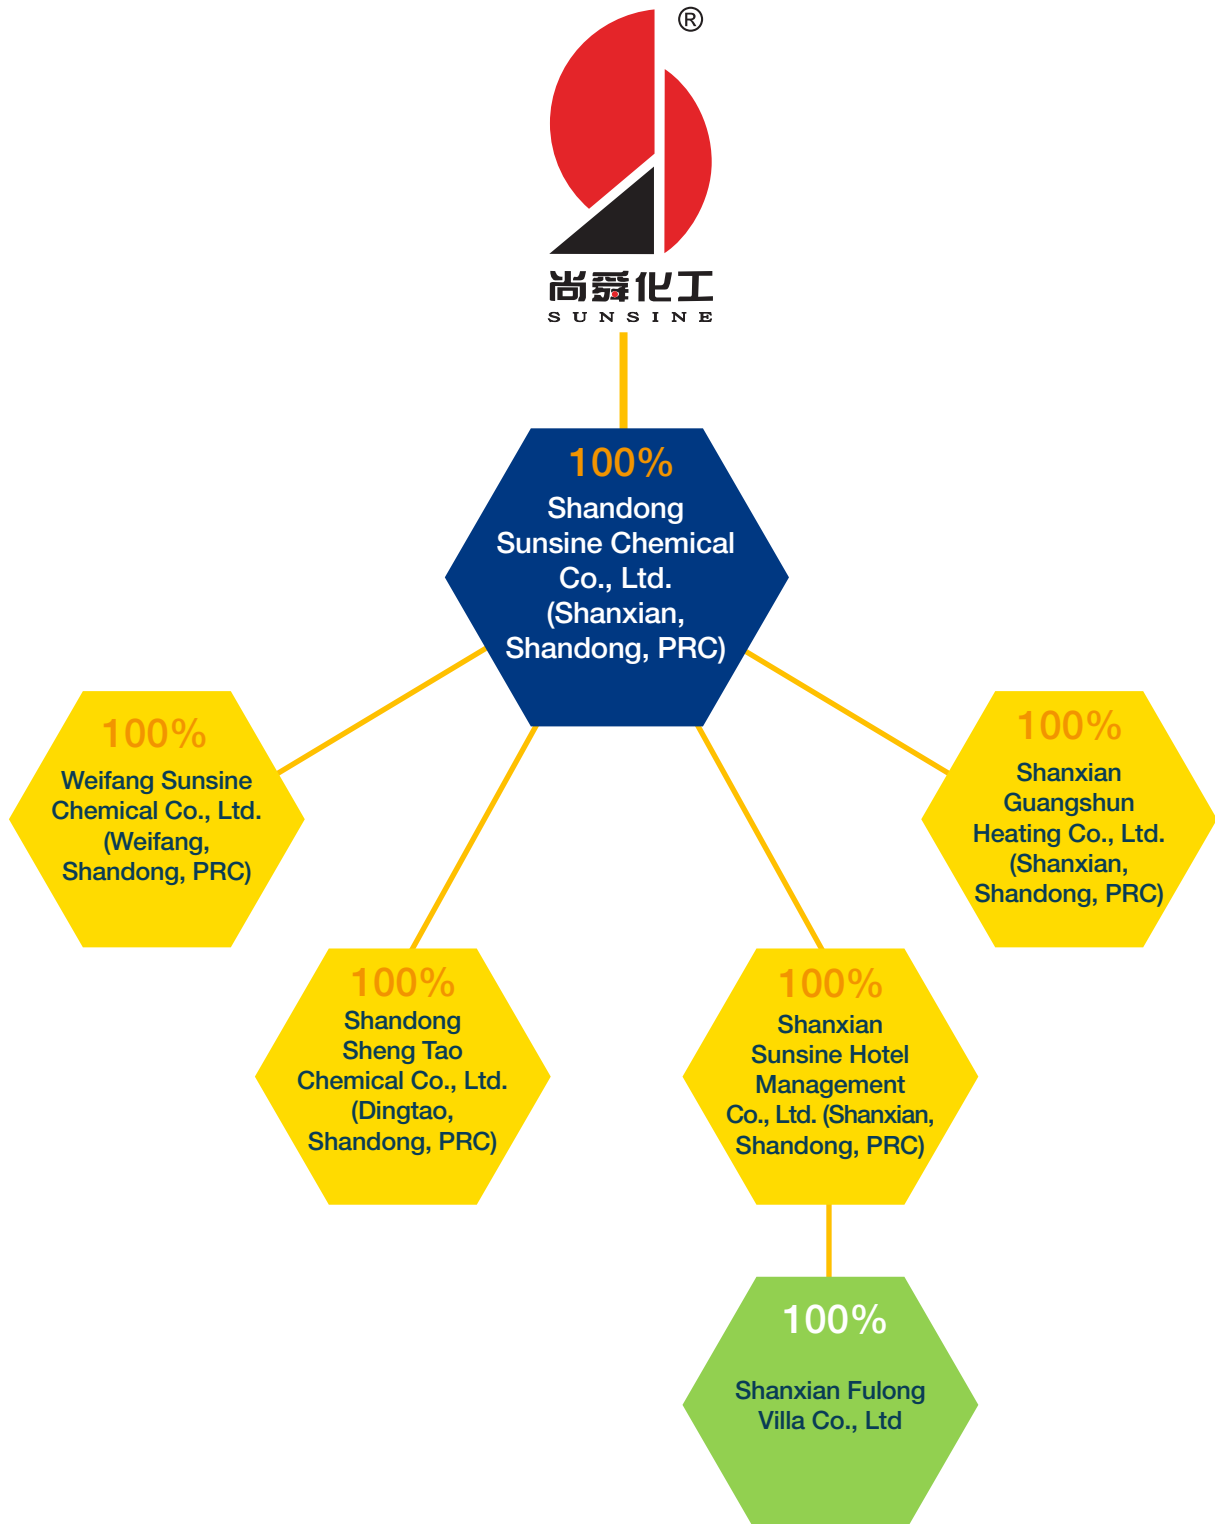 ®
尚舜化工
SUNSINE
100%
Shandong
Sunsine Chemical
Co., Ltd.
(Shanxian,
Shandong, PRC)
100%
Weifang Sunsine
Chemical Co., Ltd.
(Weifang,
Shandong, PRC)
100%
Shanxian
Guangshun
Heating Co., Ltd.
(Shanxian,
Shandong, PRC)
100%
Shandong
Sheng Tao
Chemical Co., Ltd.
(Dingtao,
Shandong, PRC)
100%
Shanxian
Sunsine Hotel
Management
Co., Ltd. (Shanxian,
Shandong, PRC)
100%
Shanxian Fulong
Villa Co., Ltd